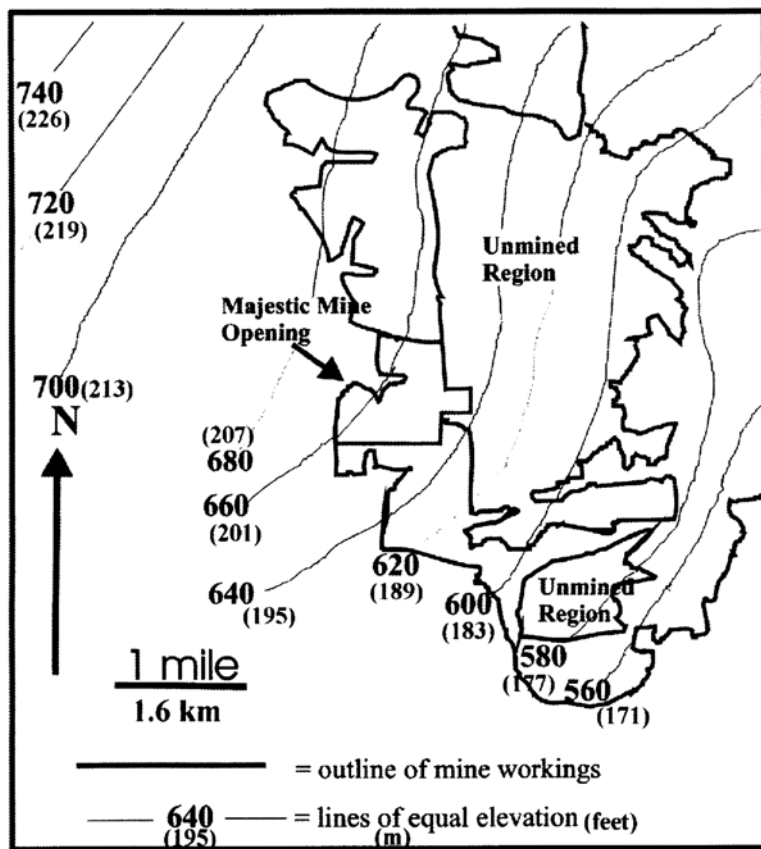 740
(226)
720
(219)
Unmined
Region
Majestic Mine
Opening
700 (213)
N
(207)
680
660
(201)
640
(195)
620
(189)
600
(183)
Unmined
Region
580
(177)
560
(171)
1 mile
1.6 km
= outline of mine workings
640
(195)
= lines of equal elevation (feet)
(m)